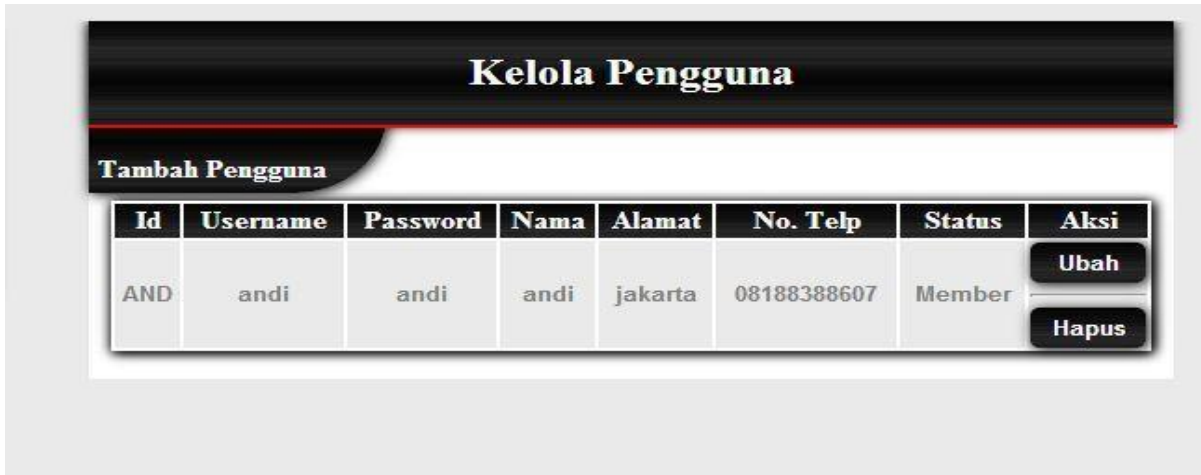 Kelola Pengguna
Tambah Pengguna
Id Username Password Nama Alamat No. Telp Status Aksi
AND andi andi andi jakarta 08188388607 Member Ubah
Hapus